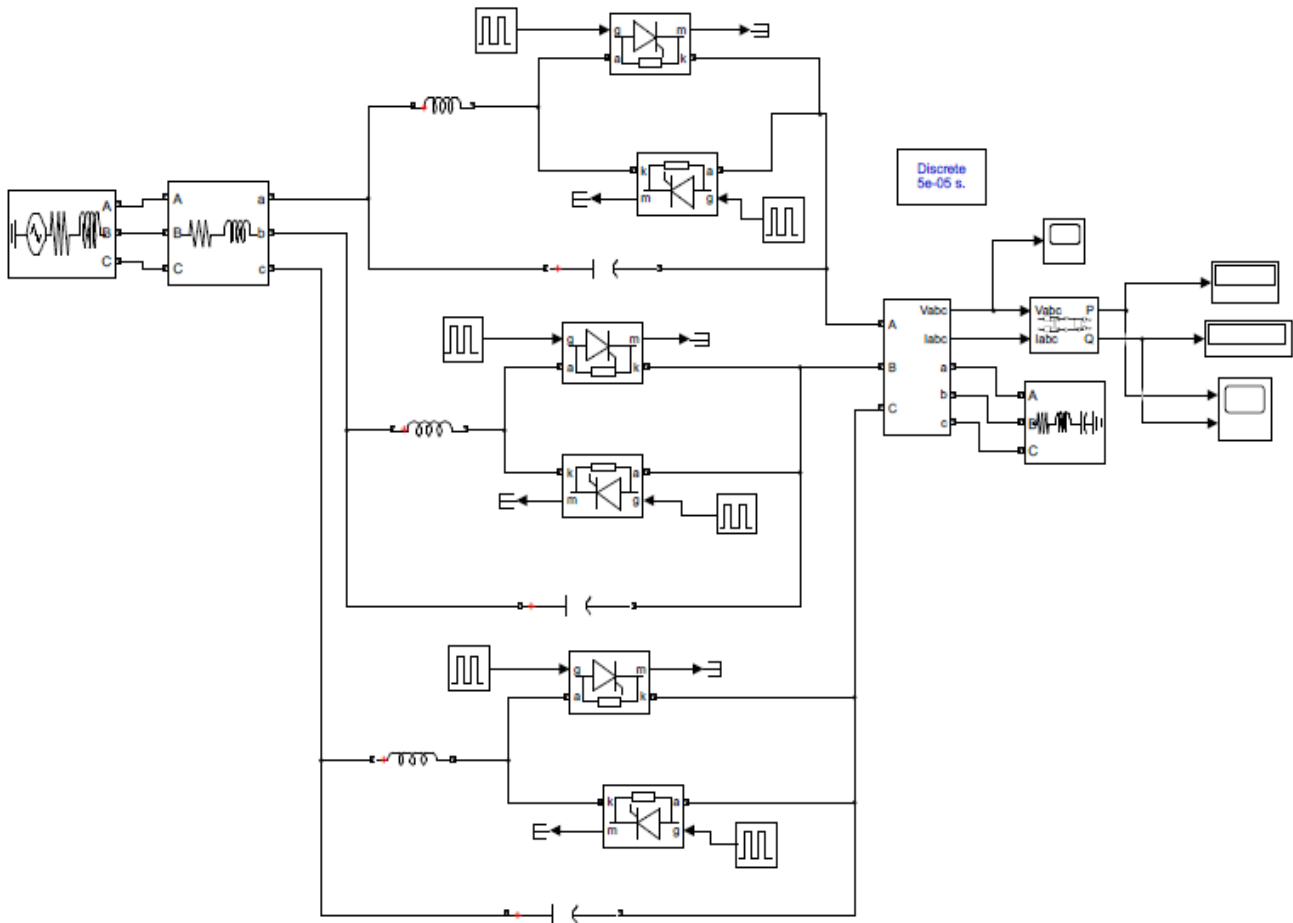 g m
a k
k a
m g
Discrete
5e-05 s.
A A a
B B b
C C c
g m
a k
A Vabc Vabc P
Iabc Iabc Q
B a A
b B
C c C
k a
m g
g m
a k
k a
m g